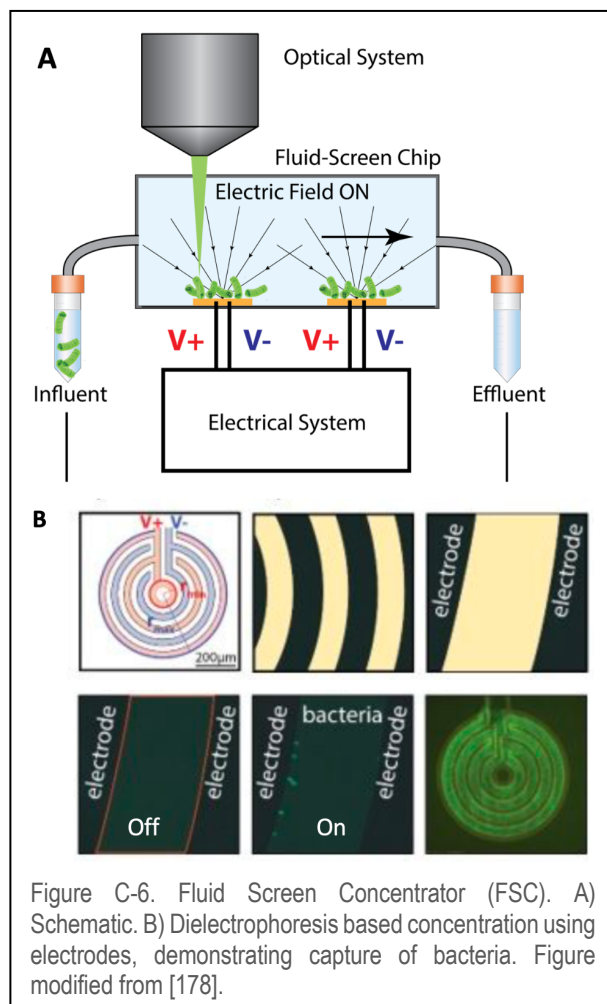 A
Optical System
Fluid-Screen Chip
Electric Field ON
V+ V- V+ V-
Influent
Effluent
Electrical System
B
V+ V-
r min
r max
200μm
electrode
electrode
electrode
electrode
Off
electrode
bacteria
electrode
On
Figure C-6. Fluid Screen Concentrator (FSC). A)
Schematic. B) Dielectrophoresis based concentration using
electrodes, demonstrating capture of bacteria. Figure
modified from [178].